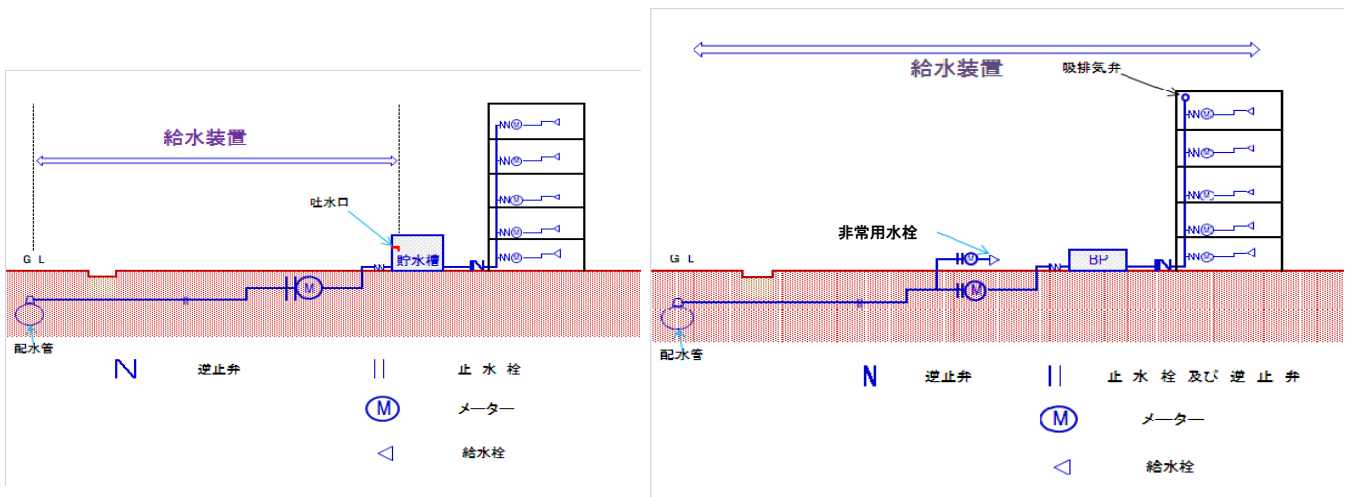 給水装置
吐水口
貯水槽
G L
M
M
M
M
M
M
配水管
N 逆止弁
止 水 栓
M メーター
給水栓
給水装置
吸排気弁
非常用水栓
G L
BP
M
M
M
M
M
M
M
配水管
N 逆止弁
止 水 栓 及び 逆 止 弁
M メーター
給水栓